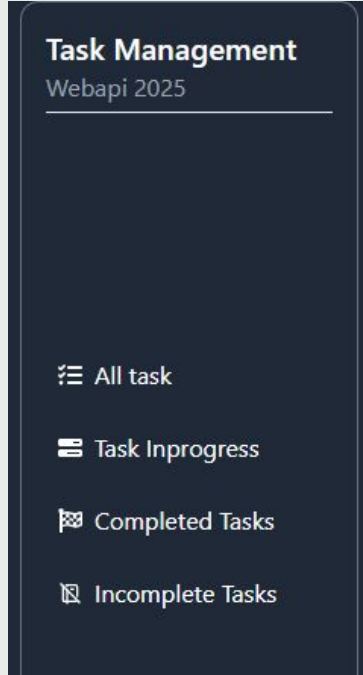 Task Management
Webapi 2025
All task
Task Inprogress
Completed Tasks
Incomplete Tasks